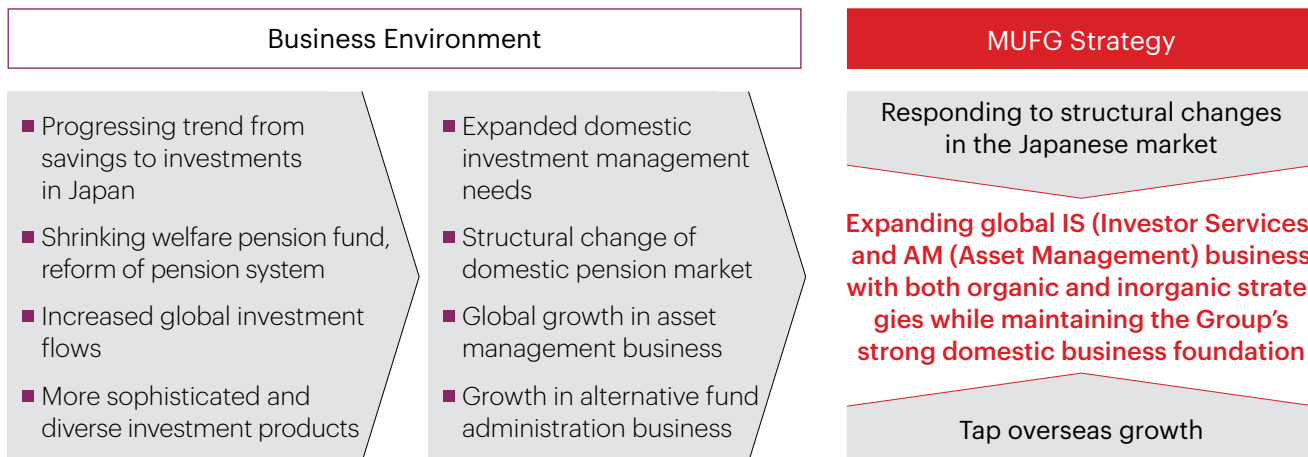 Business Environment
■ Progressing trend from
savings to investments
in Japan
■ Shrinking welfare pension fund,
reform of pension system
■ Increased global investment
flows
■ More sophisticated and
diverse investment products
■ Expanded domestic
investment management
needs
■ Structural change of
domestic pension market
■ Global growth in asset
management business
■ Growth in alternative fund
administration business
MUFG Strategy
Responding to structural changes
in the Japanese market
Expanding global IS (Investor Services
and AM (Asset Management) business
with both organic and inorganic strate
gies while maintaining the Group’s
strong domestic business foundation
Tap overseas growth